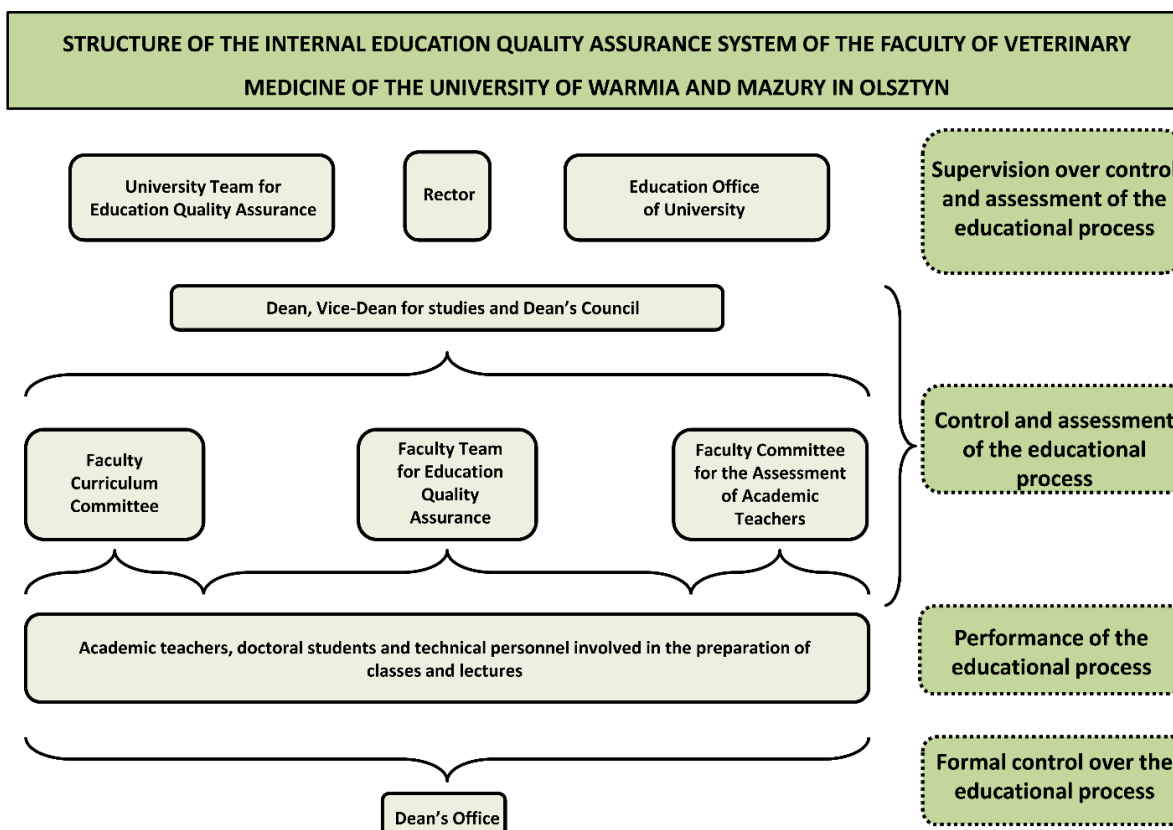 STRUCTURE OF THE INTERNAL EDUCATION QUALITY ASSURANCE SYSTEM OF THE FACULTY OF VETERINARY
MEDICINE OF THE UNIVERSITY OF WARMIA AND MAZURY IN OLSZTYN
University Team for
Education Quality Assurance
Rector
Education Office
of University
Supervision over control
and assessment of the
educational process
Dean, Vice-Dean for studies and Dean’s Council
Faculty
Curriculum
Committee
Faculty Team
for Education
Quality
Assurance
Faculty Committee
for the Assessment
of Academic
Teachers
Control and assessment
of the educational
process
Academic teachers, doctoral students and technical personnel involved in the preparation of
classes and lectures
Performance of the
educational process
Dean’s Office
Formal control over the
educational process